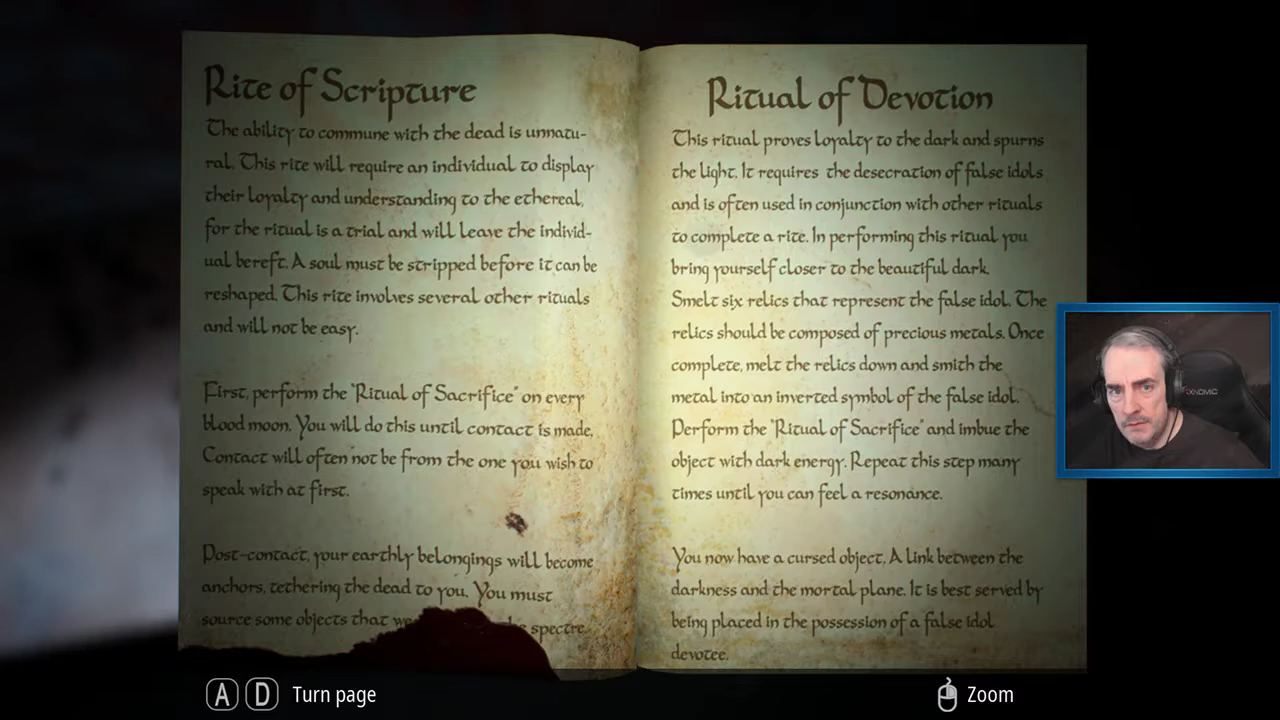 Rite of Scripture
The ability to commune with the dead is unnatu-
ral. This rite will require an individual to display
their loyalty and understanding to the ethereal,
for the ritual is a trial and will leave the individ-
ual bereft. A soul must be stripped before it can be
reshaped. This rite involves several other rituals
and will not be easy.
First, perform the "Ritual of Sacrifice" on every
blood moon. You will do this until contact is made.
Contact will often not be from the one you wish to
speak with at first.
Post-contact, your earthly belongings will become
anchors, tethering the dead to you. You must
source some objects that spectre.
Ritual of Devotion
This ritual proves loyalty to the dark and spurns
the light. It requires the desecration of false idols
and is often used in conjunction with other rituals
to complete a rite. In performing this ritual you
bring yourself closer to the beautiful dark.
Smelt six relics that represent the false idol. The
relics should be composed of precious metals. Once
complete, melt the relics down and smith the
metal into an inverted symbol of the false idol.
Perform the "Ritual of Sacrifice" and imbue the
object with dark energy. Repeat this step many
times until you can feel a resonance.
You now have a cursed object. A link between the
darkness and the mortal plane. It is best served by
being placed in the possession of a false idol
devotee.
A D Turn page
Zoom